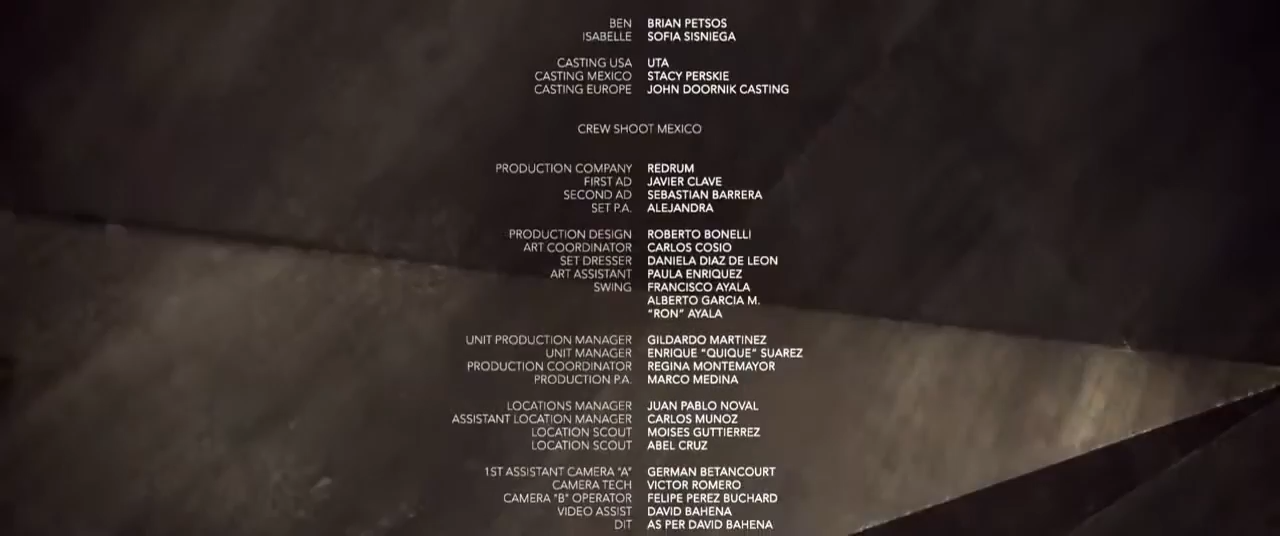 BEN BRIAN PETSOS
ISABELLE SOFIA SISNIEGA
CASTING USA UTA
CASTING MEXICO STACY PERSKIE
CASTING EUROPE JOHN DOORNIK CASTING
CREW SHOOT MEXICO
PRODUCTION COMPANY REDRUM
FIRST AD JAVIER CLAVE
SECOND AD SEBASTIAN BARRERA
SET P.A. ALEJANDRA
PRODUCTION DESIGN ROBERTO BONELLI
ART COORDINATOR CARLOS COSIO
SET DRESSER DANIELA DIAZ DE LEON
ART ASSISTANT PAULA ENRIQUEZ
SWING FRANCISCO AYALA
ALBERTO GARCIA M.
“RON” AYALA
UNIT PRODUCTION MANAGER GILDARDO MARTINEZ
UNIT MANAGER ENRIQUE “QUIQUE” SUAREZ
PRODUCTION COORDINATOR REGINA MONTEMAYOR
PRODUCTION P.A. MARCO MEDINA
LOCATIONS MANAGER JUAN PABLO NOVAL
ASSISTANT LOCATION MANAGER CARLOS MUNOZ
LOCATION SCOUT MOISES GUTTIERREZ
LOCATION SCOUT ABEL CRUZ
1ST ASSISTANT CAMERA "A" GERMAN BETANCOURT
CAMERA TECH VICTOR ROMERO
CAMERA "B" OPERATOR FELIPE PEREZ BUCHARD
VIDEO ASSIST DAVID BAHENA
DIT AS PER DAVID BAHENA